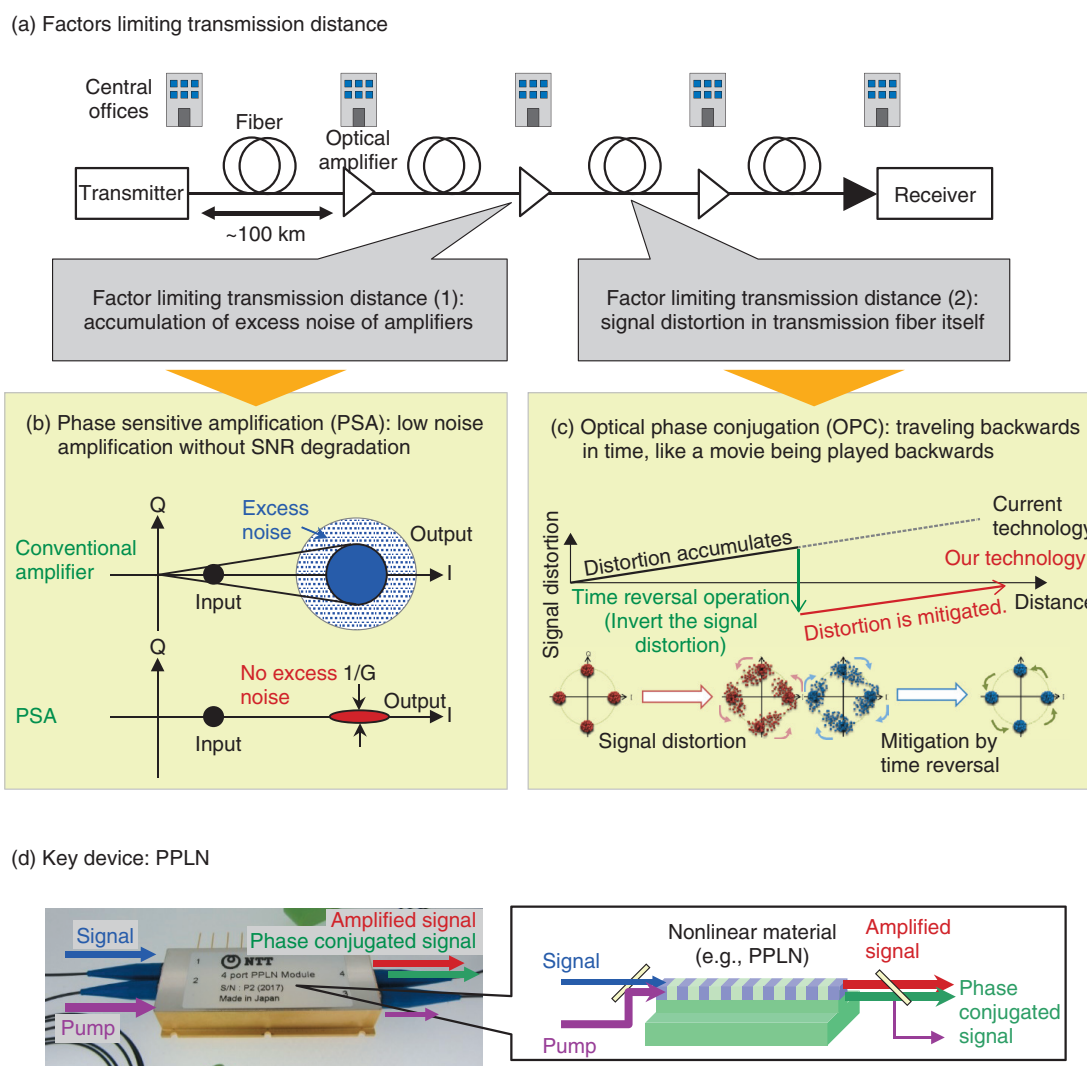 (a) Factors limiting transmission distance
Central
offices
Fiber
Optical
amplifier
Transmitter
Receiver
~100 km
Factor limiting transmission distance (1):
accumulation of excess noise of amplifiers
Factor limiting transmission distance (2):
signal distortion in transmission fiber itself
(b) Phase sensitive amplification (PSA): low noise
amplification without SNR degradation
Q
Excess
noise
Output
Conventional
amplifier
I
Input
Q
No excess
noise
1/G
Output
PSA
I
Input
(c) Optical phase conjugation (OPC): traveling backwards
in time, like a movie being played backwards
Signal distortion
Current
technology
Distortion accumulates
Our technology
Time reversal operation
(Invert the signal
distortion)
Distance
Distortion is mitigated.
Signal distortion
Mitigation by
time reversal
(d) Key device: PPLN
Signal
Amplified signal
Phase conjugated signal
Pump
1
2
NTT
4 port PPLN Module
S/N : P2 (2017)
Made in Japan
4
3
Nonlinear material
(e.g., PPLN)
Amplified
signal
Signal
Pump
Phase
conjugated
signal